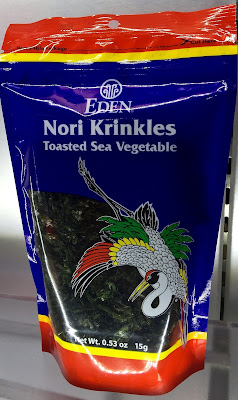 EDEN
Nori Krinkles
Toasted Sea Vegetable
Net Wt. 0.53 oz 15g